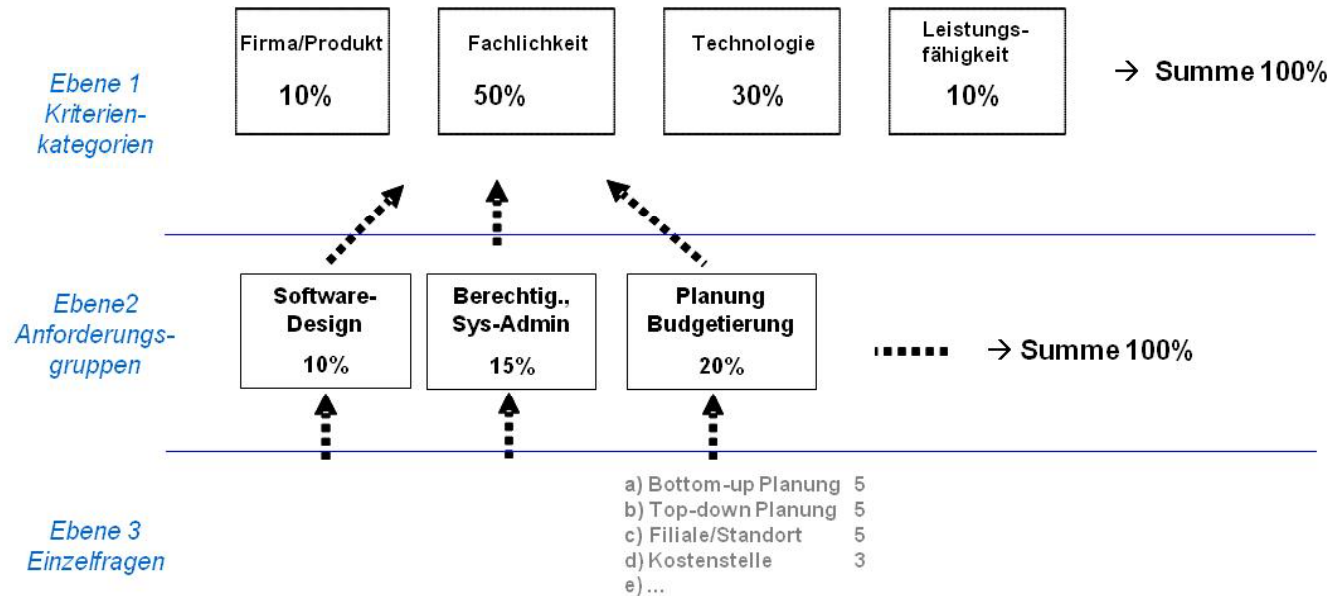 Firma/Produkt
10%
Fachlichkeit
50%
Technologie
30%
Leistungs-
fähigkeit
10%
→ Summe 100%
Ebene 1
Kriterien-
kategorien
Software-
Design
10%
Berechtig.,
Sys-Admin
15%
Planung
Budgetierung
20%
→ Summe 100%
Ebene2
Anforderungs-
gruppen
a) Bottom-up Planung 5
b) Top-down Planung 5
c) Filiale/Standort 5
d) Kostenstelle 3
e) ...
Ebene 3
Einzelfragen